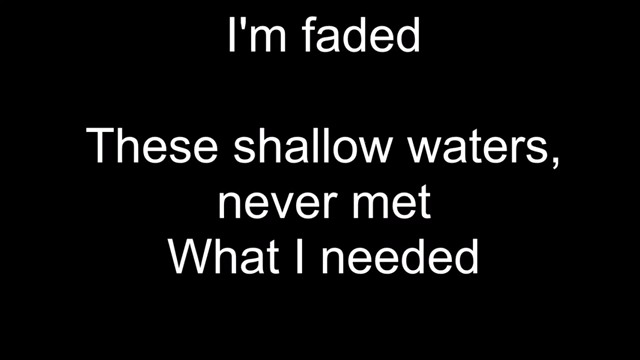 I'm faded
These shallow waters,
never met
What I needed